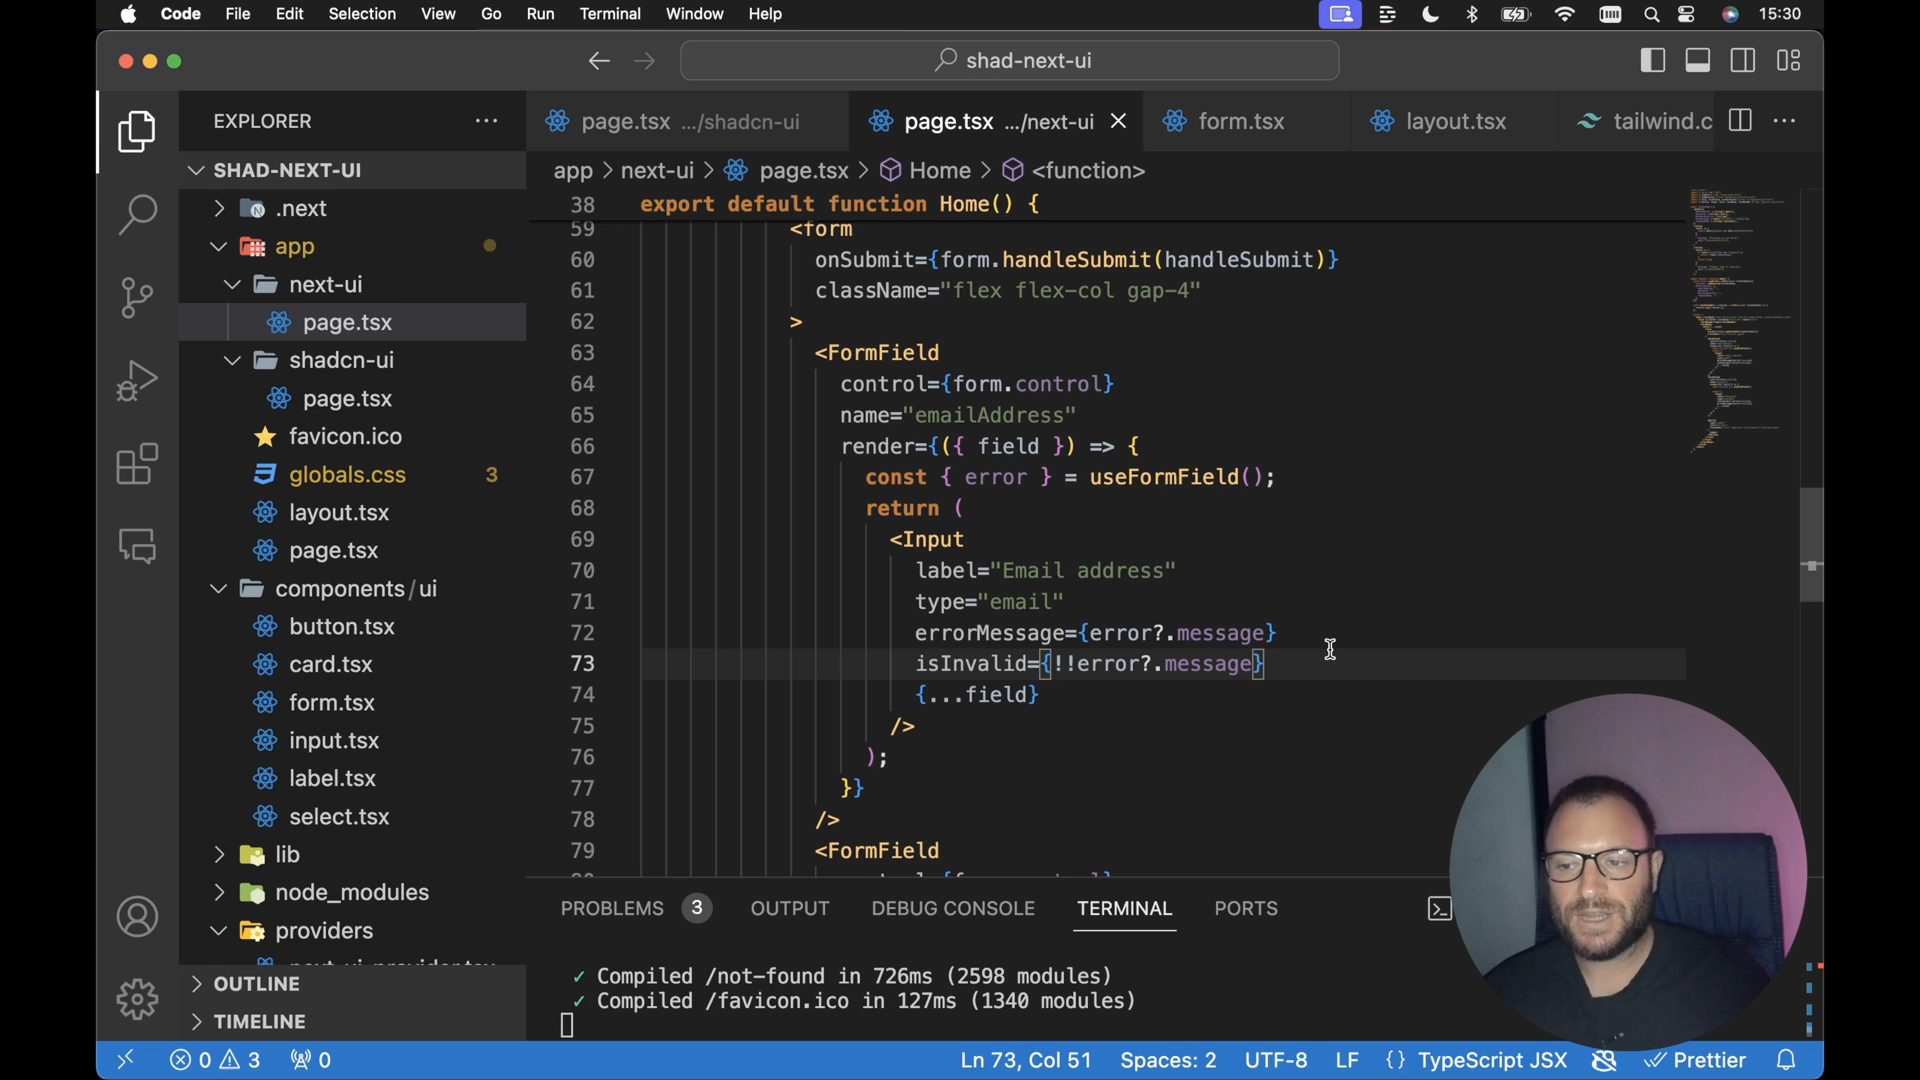 Code File Edit Selection View Go Run Terminal Window Help 15:30
shad-next-ui
EXPLORER
page.tsx .../shadcn-ui
page.tsx .../next-ui
form.tsx
layout.tsx
tailwind.c
SHAD-NEXT-UI
app > next-ui > page.tsx > Home > <function>
.next
app
next-ui
page.tsx
shadcn-ui
page.tsx
favicon.ico
globals.css 3
layout.tsx
page.tsx
components/ui
button.tsx
card.tsx
form.tsx
input.tsx
label.tsx
select.tsx
lib
node_modules
providers
next-ui-provider.tsx
OUTLINE
TIMELINE
38 export default function Home() {
59 <form
60 onSubmit={form.handleSubmit(handleSubmit)}
61 className="flex flex-col gap-4"
62 >
63 <FormField
64 control={form.control}
65 name="emailAddress"
66 render={({ field }) => {
67 const { error } = useFormField();
68 return (
69 <Input
70 label="Email address"
71 type="email"
72 errorMessage={error?.message}
73 isInvalid={!!error?.message}
74 {...field}
75 />
76 );
77 }}
78 />
79 <FormField
PROBLEMS 3 OUTPUT DEBUG CONSOLE TERMINAL PORTS
✓ Compiled /not-found in 726ms (2598 modules)
✓ Compiled /favicon.ico in 127ms (1340 modules)
0 3 0 Ln 73, Col 51 Spaces: 2 UTF-8 LF {} TypeScript JSX Prettier